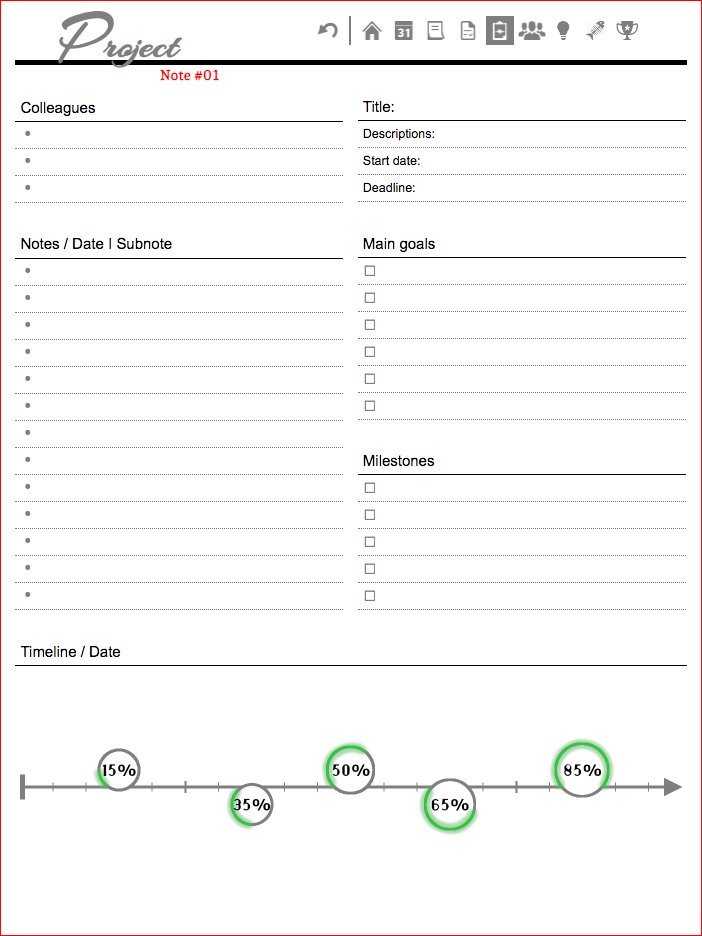 Project
31
Note #01
Colleagues
Title:
Descriptions:
Start date:
Deadline:
Notes / Date | Subnote
Main goals
Milestones
Timeline / Date
15%
35%
50%
65%
85%